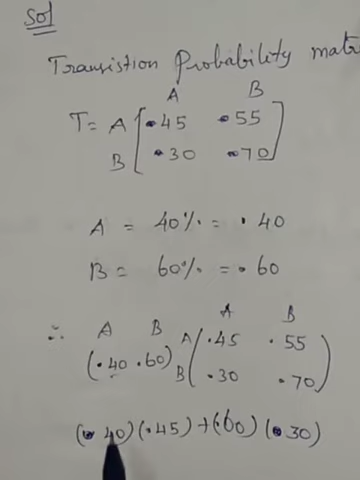 Sol
Transistion Probability matr
A B
T = A [ .45 .55
B .30 .70 ]
A = 40% = .40
B = 60% = .60
A B
∴ A B A ( .45 .55
(.40 .60) B .30 .70 )
(.40)(.45) + (.60)(.30)